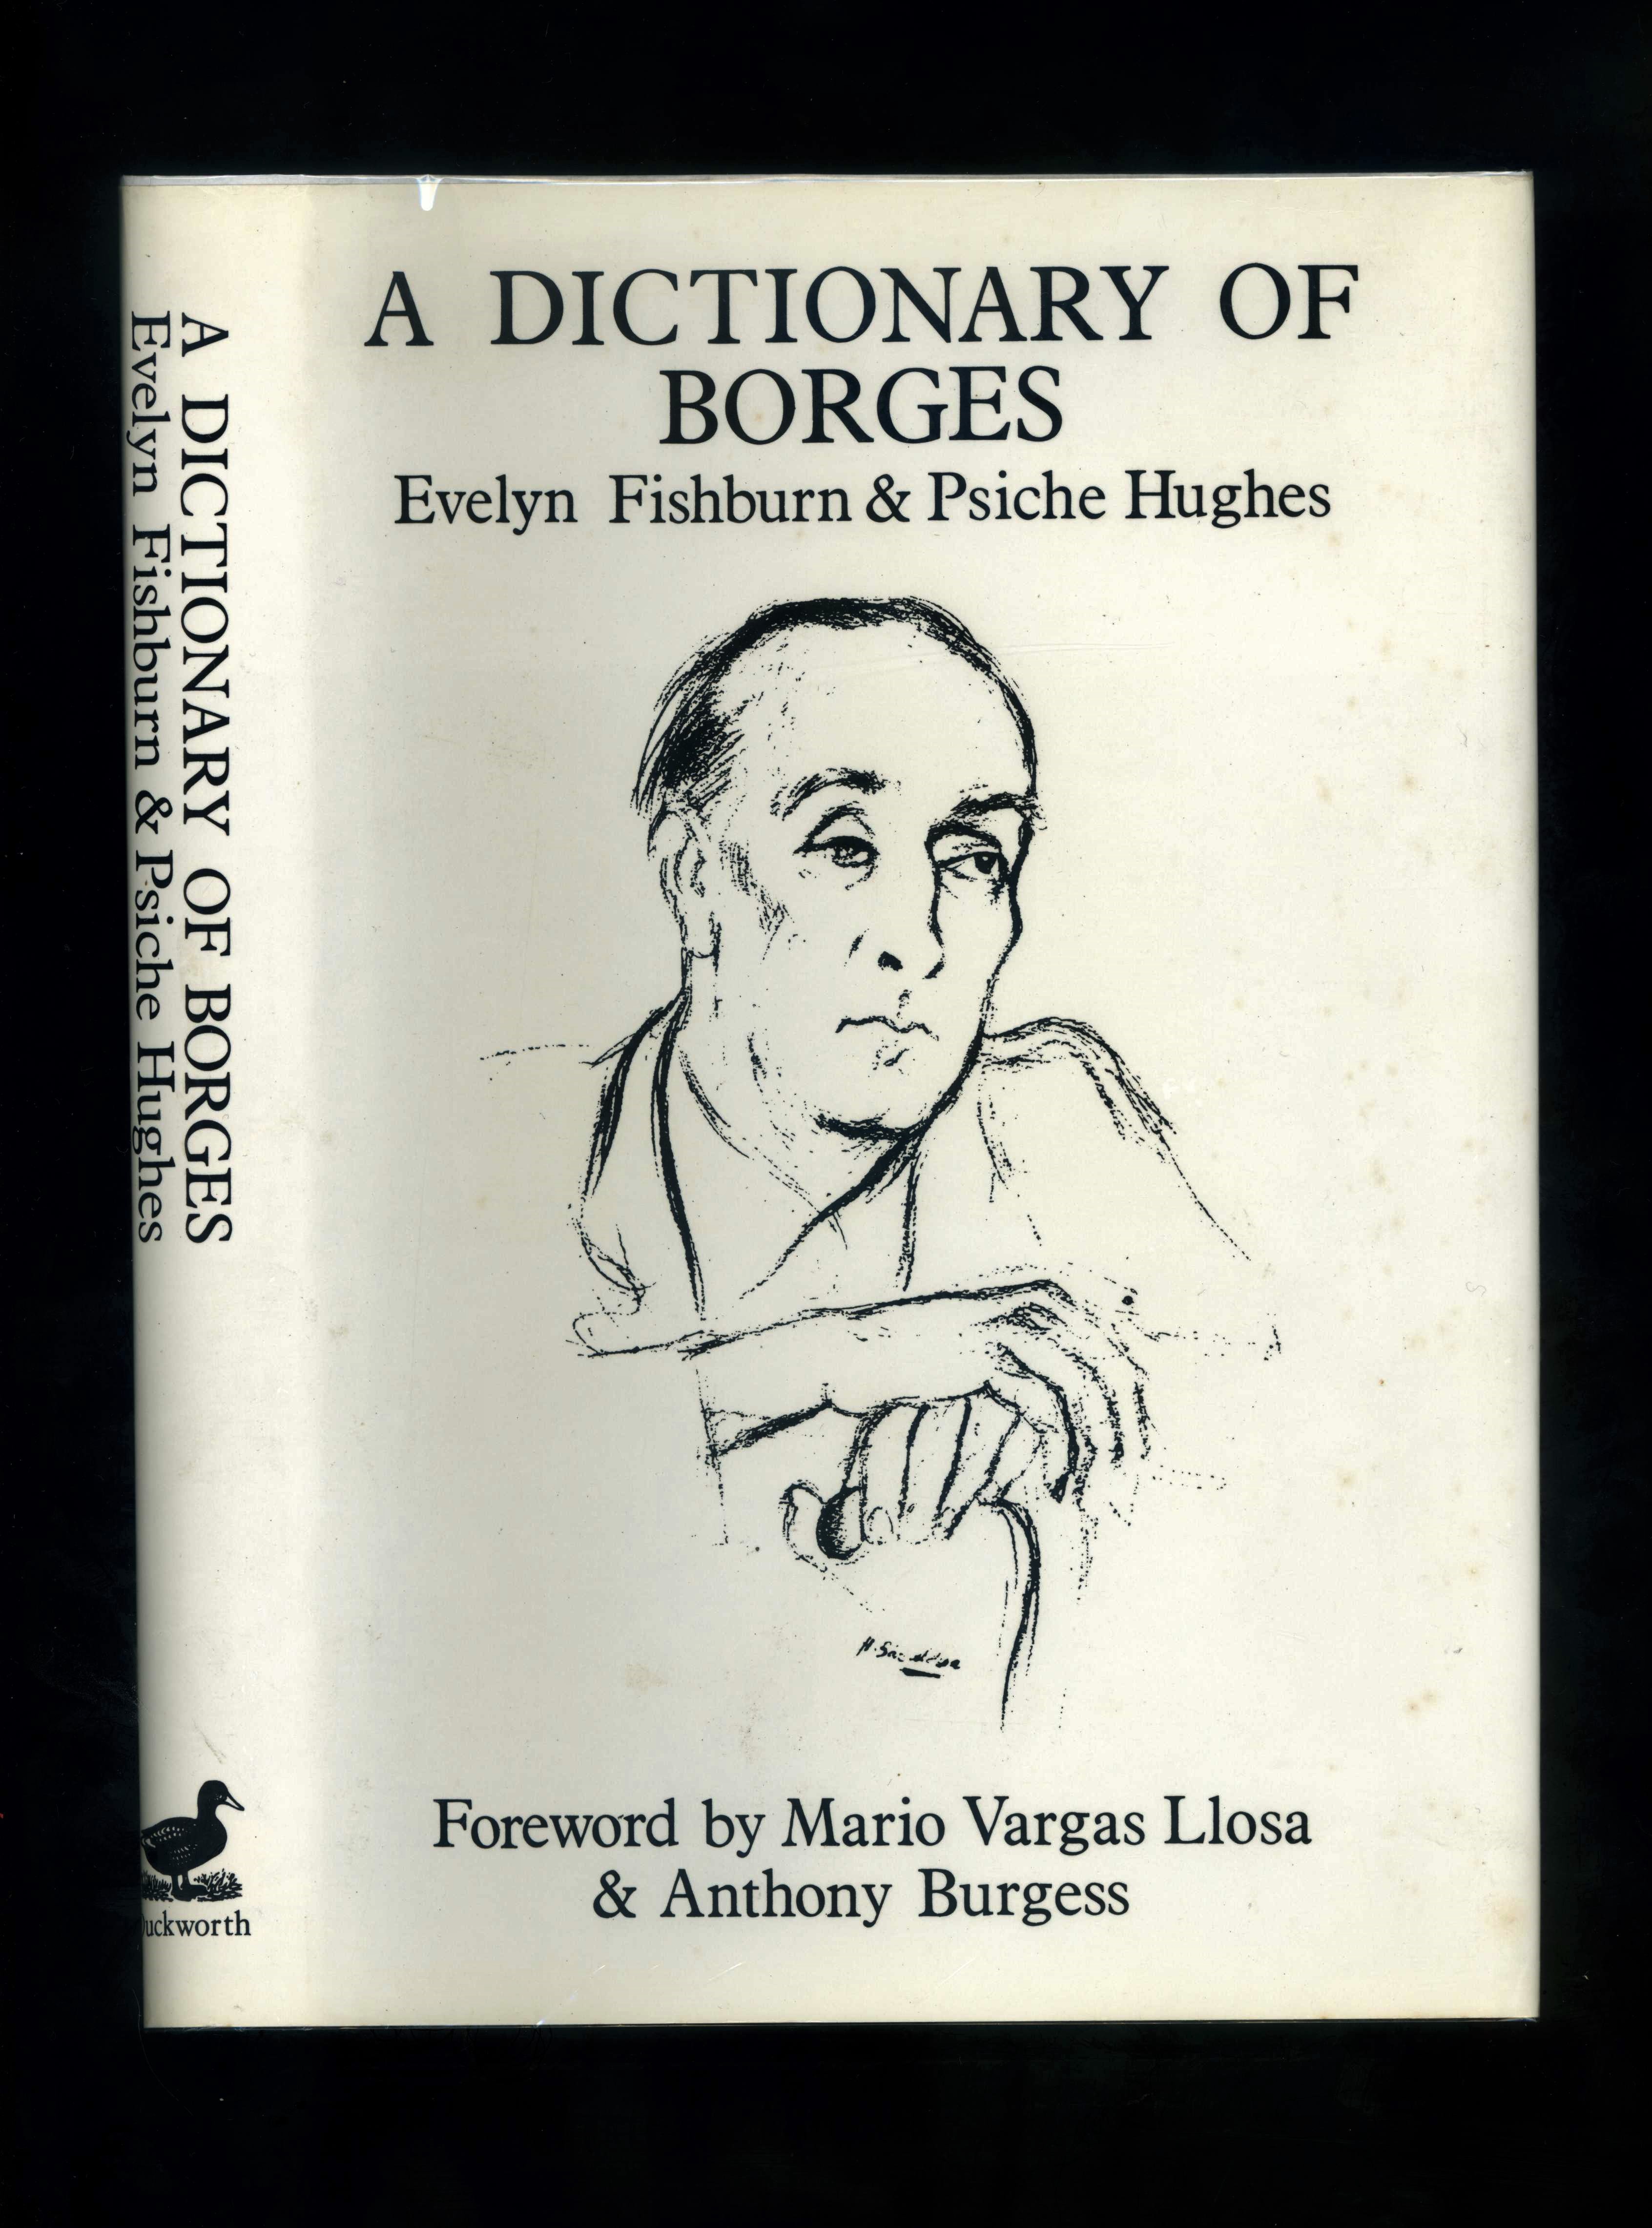 A DICTIONARY OF
BORGES
Evelyn Fishburn & Psiche Hughes
Foreword by Mario Vargas Llosa
& Anthony Burgess
A DICTIONARY OF BORGES
Evelyn Fishburn & Psiche Hughes
uckworth